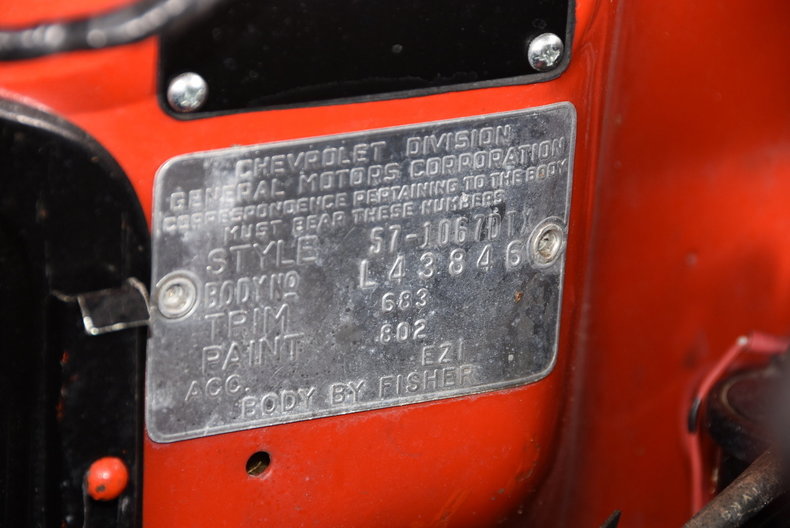 CHEVROLET DIVISION
GENERAL MOTORS CORPORATION
CORRESPONDENCE PERTAINING TO THE BODY
MUST BEAR THESE NUMBERS
STYLE 57-1067DTX
BODY NO L43846
TRIM 683
PAINT 802
ACC. EZI
BODY BY FISHER